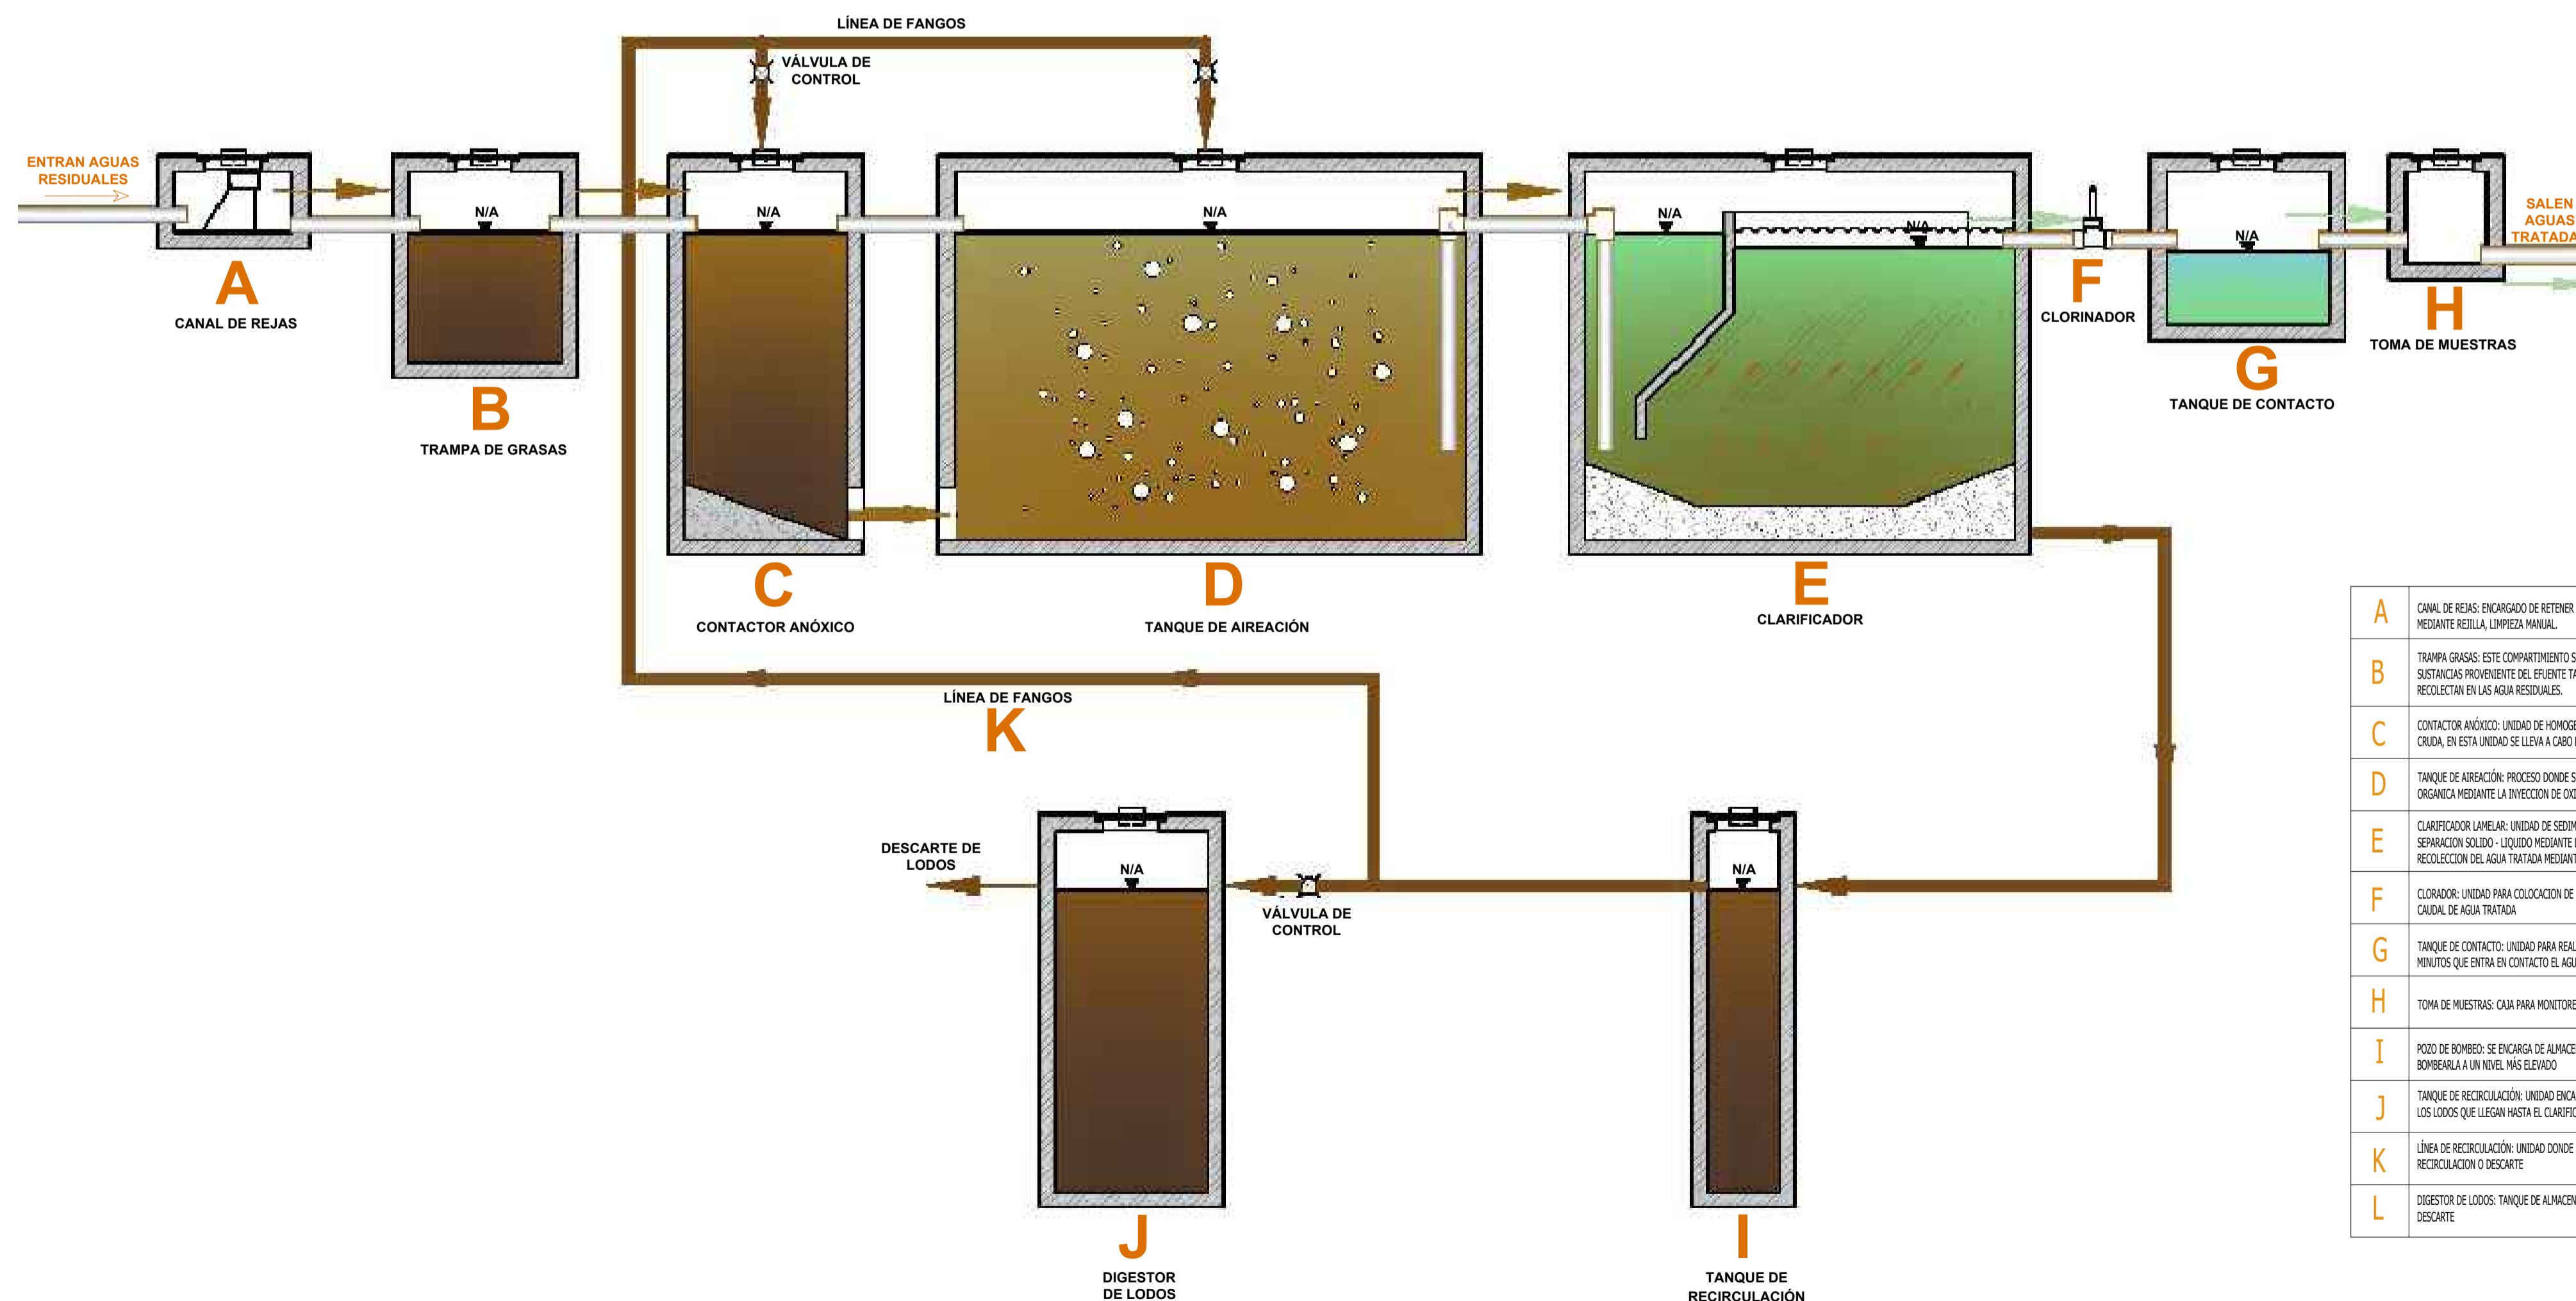 LÍNEA DE FANGOS
VÁLVULA DE
CONTROL
ENTRAN AGUAS
RESIDUALES
N/A
N/A
N/A
N/A
N/A
N/A
SALEN
AGUAS
A
CANAL DE REJAS
B
TRAMPA DE GRASAS
C
CONTACTOR ANÓXICO
D
TANQUE DE AIREACIÓN
E
CLARIFICADOR
F
CLORINADOR
G
TANQUE DE CONTACTO
H
TOMA DE MUESTRAS
LÍNEA DE FANGOS
K
DESCARTE DE
LODOS
N/A
VÁLVULA DE
CONTROL
N/A
J
DIGESTOR
DE LODOS
I
TANQUE DE
RECIRCULACIÓN
A
CANAL DE REJAS: ENCARGADO DE RETENER
MEDIANTE REJILLA, LIMPIEZA MANUAL.
B
TRAMPA GRASAS: ESTE COMPARTIMIENTO
SUSTANCIAS PROVENIENTE DEL EFUENTE
RECOLECTAN EN LAS AGUA RESIDUALES.
C
CONTACTOR ANÓXICO: UNIDAD DE
CRUDA, EN ESTA UNIDAD SE LLEVA A CABO
D
TANQUE DE AIREACIÓN: PROCESO DONDE
ORGANICA MEDIANTE LA INYECCION DE
E
CLARIFICADOR LAMELAR: UNIDAD DE
SEPARACION SOLIDO - LIQUIDO MEDIANTE
RECOLECCION DEL AGUA TRATADA
F
CLORADOR: UNIDAD PARA COLOCACION DE
CAUDAL DE AGUA TRATADA
G
TANQUE DE CONTACTO: UNIDAD PARA
MINUTOS QUE ENTRA EN CONTACTO EL
H
TOMA DE MUESTRAS: CAJA PARA
I
POZO DE BOMBEO: SE ENCARGA DE
BOMBEARLA A UN NIVEL MÁS ELEVADO
J
TANQUE DE RECIRCULACIÓN: UNIDAD
LOS LODOS QUE LLEGAN HASTA EL
K
LÍNEA DE RECIRCULACIÓN: UNIDAD DONDE
RECIRCULACION O DESCARTE
L
DIGESTOR DE LODOS: TANQUE DE
DESCARTE